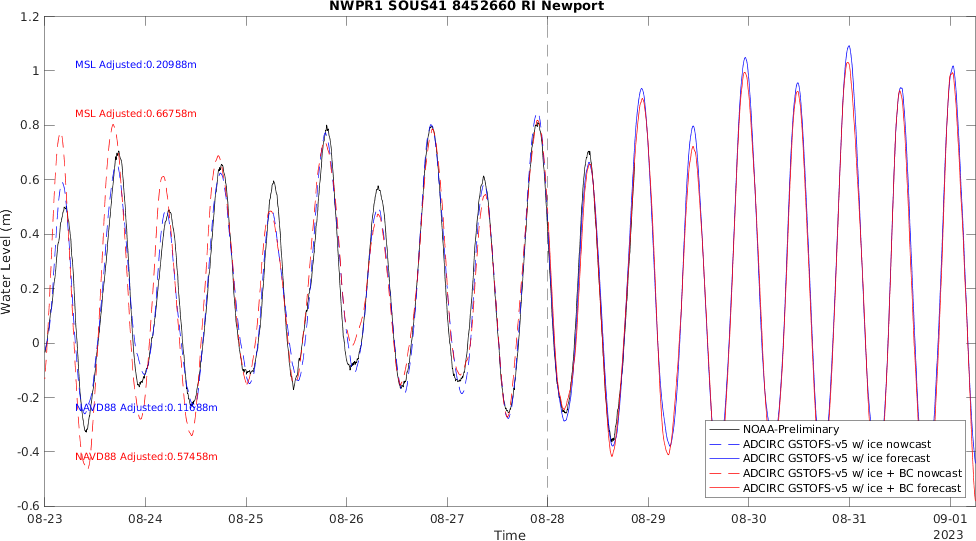 NWPR1 SOUS41 8452660 RI Newport
1.2
1
0.8
0.6
0.4
0.2
0
-0.2
-0.4
-0.6
Water Level (m)
MSL Adjusted:0.20988m
MSL Adjusted:0.66758m
NAVD88 Adjusted:0.11688m
NAVD88 Adjusted:0.57458m
NOAA-Preliminary
ADCIRC GSTOFS-v5 w/ ice nowcast
ADCIRC GSTOFS-v5 w/ ice forecast
ADCIRC GSTOFS-v5 w/ ice + BC nowcast
ADCIRC GSTOFS-v5 w/ ice + BC forecast
08-23 08-24 08-25 08-26 08-27 08-28 08-29 08-30 08-31 09-01
2023
Time